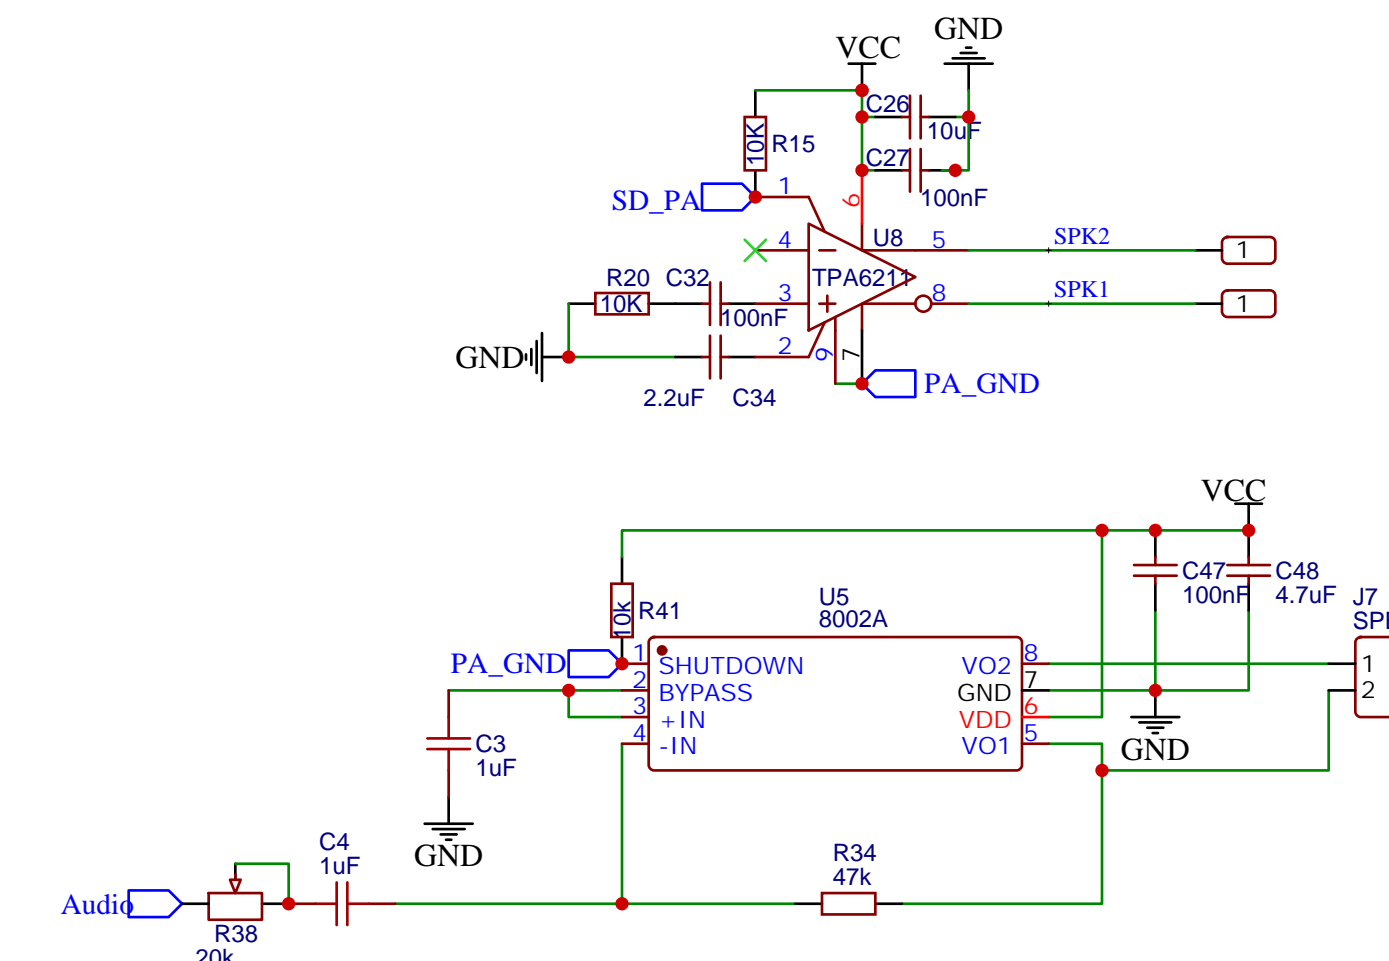 GND
VCC
C26
10uF
10K
R15
C27
100nF
SD_PA
1
6
4
U8
5
SPK2
1
R20
C32
3
TPA6211
8
SPK1
1
10K
100nF
GND
2
9
7
PA_GND
2.2uF
C34
VCC
C47
100nF
C48
4.7uF
10k
R41
U5
8002A
J7
PA_GND
1
SHUTDOWN
VO2
8
1
2
BYPASS
GND
7
2
3
+IN
VDD
6
4
-IN
VO1
5
GND
C3
1uF
GND
C4
1uF
R34
47k
Audio
R38
20k